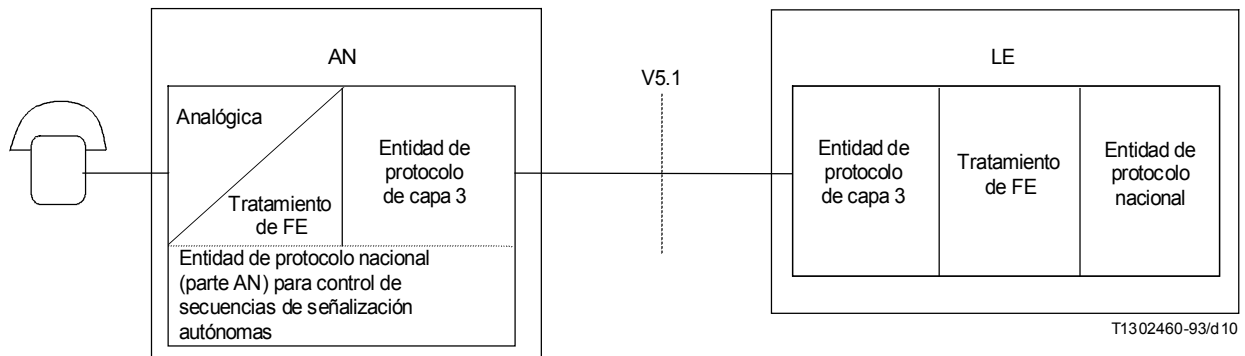 AN
Analógica
Tratamiento
de FE
Entidad de
protocolo
de capa 3
Entidad de protocolo nacional
(parte AN) para control de
secuencias de señalización
autónomas
V5.1
LE
Entidad de
protocolo
de capa 3
Tratamiento
de FE
Entidad de
protocolo
nacional
T1302460-93/d10